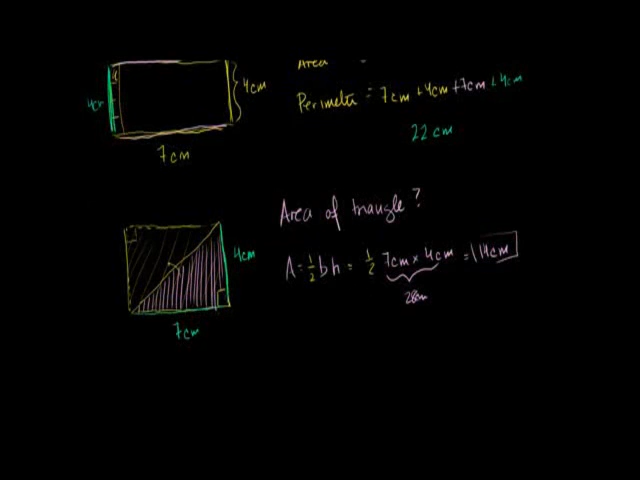 Area =
4cm
4cm
Perimeter = 7cm + 4cm + 7cm + 4cm
22 cm
7cm
Area of triangle?
4cm
A = 1/2 b h = 1/2 7cm × 4cm = 14cm
28cm
7cm